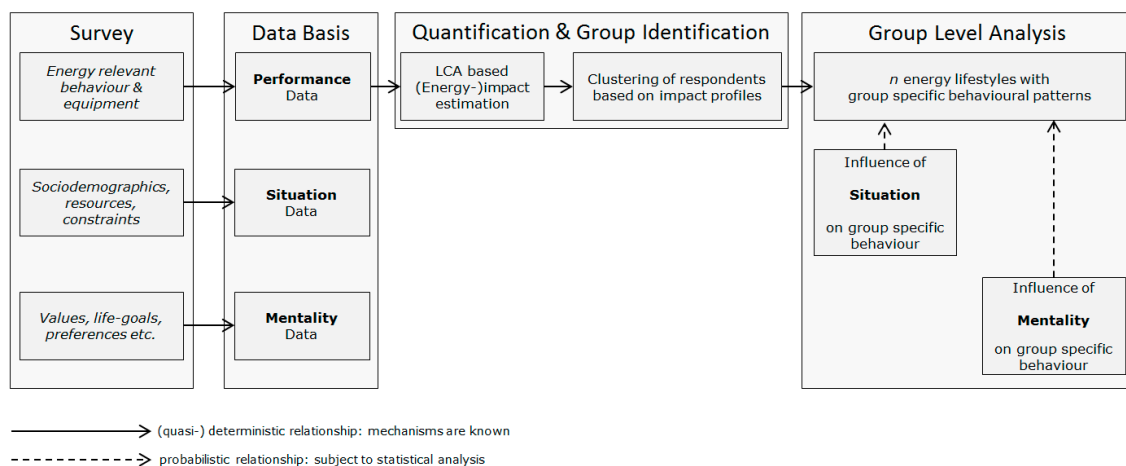 Survey
Energy relevant
behaviour &
equipment
Sociodemographics,
resources,
constraints
Values, life-goals,
preferences etc.
Data Basis
Performance
Data
Situation
Data
Mentality
Data
Quantification & Group Identification
LCA based
(Energy-)impact
estimation
Clustering of respondents
based on impact profiles
Group Level Analysis
n energy lifestyles with
group specific behavioural patterns
Influence of
Situation
on group specific
behaviour
Influence of
Mentality
on group specific
behaviour
(quasi-) deterministic relationship: mechanisms are known
probabilistic relationship: subject to statistical analysis